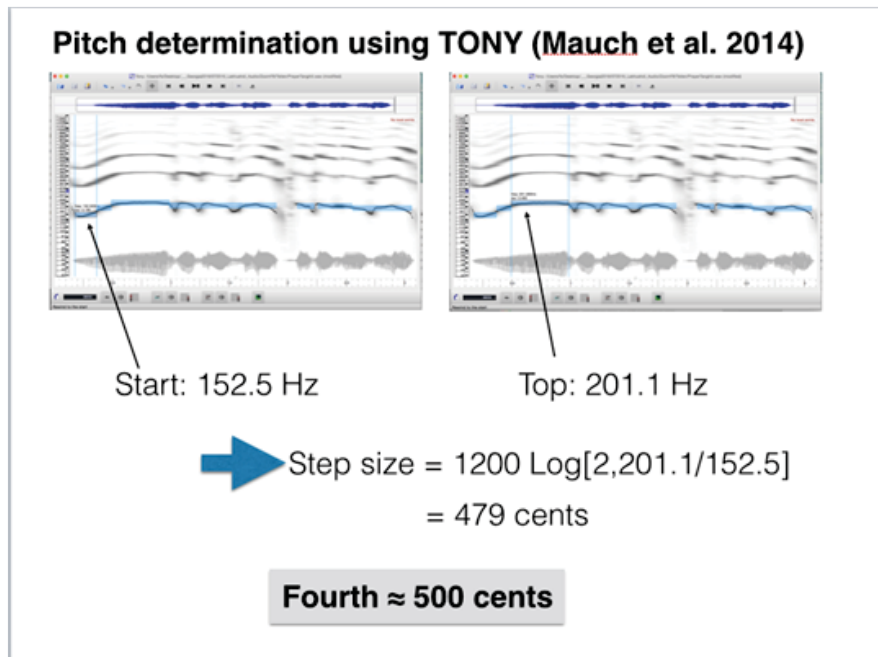 Pitch determination using TONY (Mauch et al. 2014)
Start: 152.5 Hz
Top: 201.1 Hz
Step size = 1200 Log[2,201.1/152.5]
= 479 cents
Fourth ≈ 500 cents